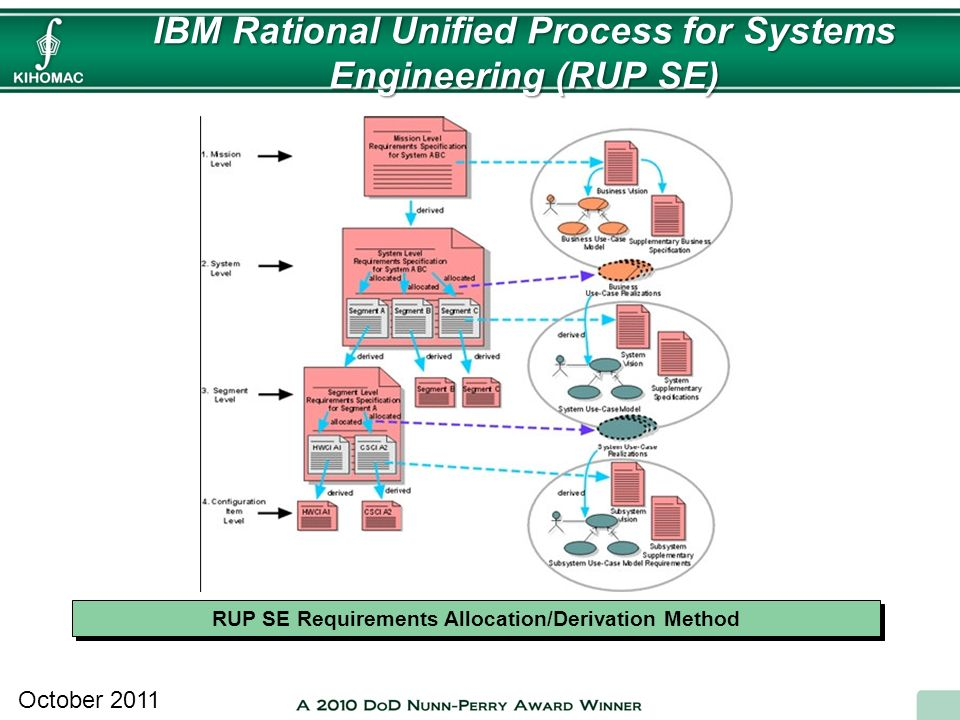 IBM Rational Unified Process for Systems
Engineering (RUP SE)
KIHOMAC
1. Mission
Level
Mission Level
Requirements Specification
for System ABC
derived
Business Vision
Business Use-Case
Model
Supplementary Business
Specification
2. System
Level
System Level
Requirements Specification
for System ABC
allocated
allocated
allocated
Segment A
Segment B
Segment C
Business
Use-Case Realizations
derived
derived
derived
derived
System
Vision
System
Supplementary
Specifications
System Use-CaseModel
3. Segment
Level
Segment Level
Requirements Specification
for Segment A
allocated
allocated
Segment B
Segment C
HWCI A1
CSCI A2
System Use-Case
Realizations
derived
derived
derived
4. Configuration
Item
Level
HWCI A1
CSCI A2
Subsystem
Vision
Subsystem
Supplementary
Subsystem Use-Case Model Requirements
RUP SE Requirements Allocation/Derivation Method
October 2011
A 2010 DoD Nunn-Perry Award Winner